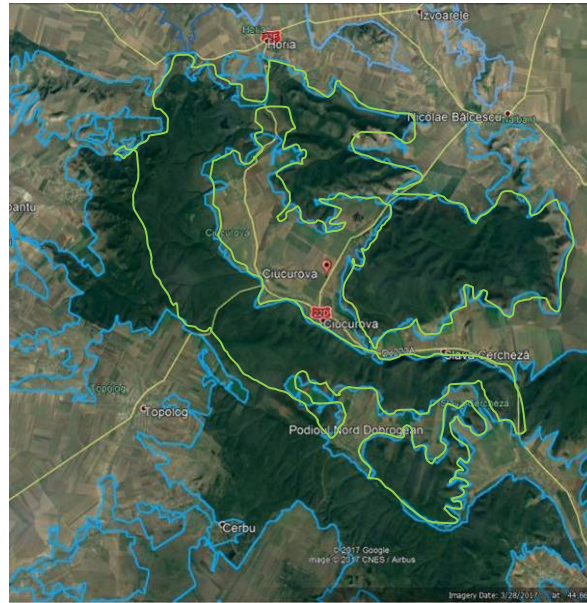 Izvoarele
Horia
Horia
Nicolae Bălcescu
Ciucurova
Ciucurova
Ciucurova
Slava Cercheză
Topolog
Topolog
Podișul Nord Dobrogean
Cerbu
© 2017 Google
Image © 2017 CNES / Airbus
Imagery Date: 3/28/2017